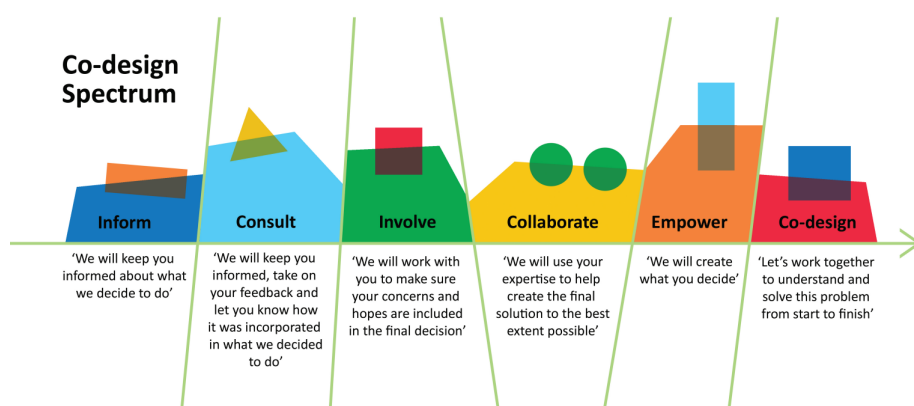 Co-design
Spectrum
Inform
Consult
Involve
Collaborate
Empower
Co-design
‘We will keep you
informed about what
we decide to do’
‘We will keep you
informed, take on
your feedback and
let you know how
it was incorporated
in what we decided
to do’
‘We will work with
you to make sure
your concerns and
hopes are included
in the final decision’
‘We will use your
expertise to help
create the final
solution to the best
extent possible’
‘We will create
what you decide’
‘Let’s work together
to understand and
solve this problem
from start to finish’